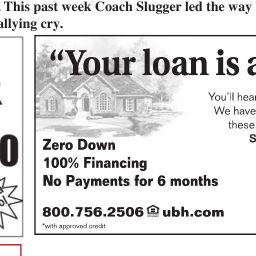 This past week Coach Slugger led the way
allying cry.
“Your loan is a
You'll hear
We have
these
S
Zero Down
100% Financing
No Payments for 6 months
800.756.2506 ubh.com
*with approved credit
0